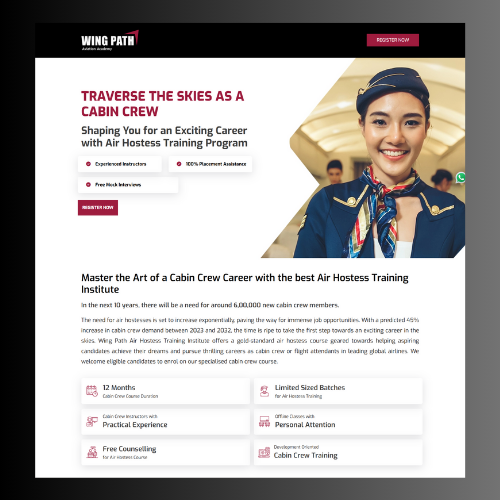 WING PATH
Aviation Academy
REGISTER NOW
TRAVERSE THE SKIES AS A
CABIN CREW
Shaping You for an Exciting Career
with Air Hostess Training Program
Experienced Instructors
100% Placement Assistance
Free Mock Interviews
REGISTER NOW
Master the Art of a Cabin Crew Career with the best Air Hostess Training
Institute
In the next 10 years, there will be a need for around 6,00,000 new cabin crew members.
The need for air hostesses is set to increase exponentially, paving the way for immense job opportunities. With a predicted 45%
increase in cabin crew demand between 2023 and 2032, the time is ripe to take the first step towards an exciting career in the
skies. Wing Path Air Hostess Training Institute offers a gold-standard air hostess course geared towards helping aspiring
candidates achieve their dreams and pursue thrilling careers as cabin crew or flight attendants in leading global airlines. We
welcome eligible candidates to enrol on our specialised cabin crew course.
12 Months
Cabin Crew Course Duration
Limited Sized Batches
for Air Hostess Training
Cabin Crew Instructors with
Practical Experience
Offline Classes with
Personal Attention
Free Counselling
for Air Hostess Course
Development Oriented
Cabin Crew Training